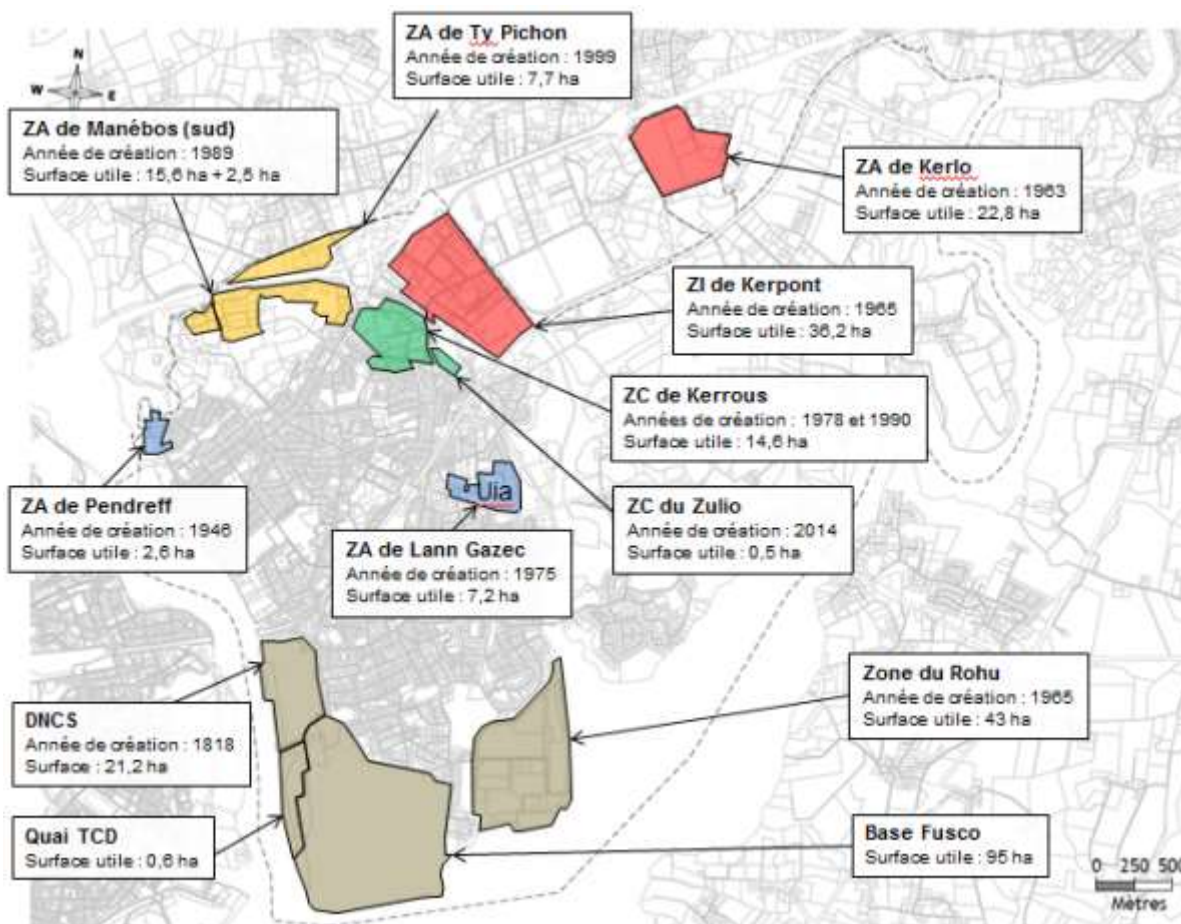 ZA de Ty Pichon
Année de création : 1999
Surface utile : 7,7 ha
N
W
E
ZA de Manébos (sud)
Année de création : 1989
Surface utile : 15,6 ha + 2,5 ha
ZA de Kerlo
Année de création : 1963
Surface utile : 22,8 ha
ZI de Kerpont
Année de création : 1965
Surface utile : 36,2 ha
ZC de Kerrous
Années de création : 1978 et 1990
Surface utile : 14,6 ha
ZA de Pendreff
Année de création : 1946
Surface utile : 2,6 ha
Uia
ZA de Lann Gazec
Année de création : 1975
Surface utile : 7,2 ha
ZC du Zulio
Année de création : 2014
Surface utile : 0,5 ha
Zone du Rohu
Année de création : 1965
Surface utile : 43 ha
DNCS
Année de création : 1818
Surface : 21,2 ha
Quai TCD
Surface utile : 0,6 ha
Base Fusco
Surface utile : 95 ha
0 250 500
Mètres